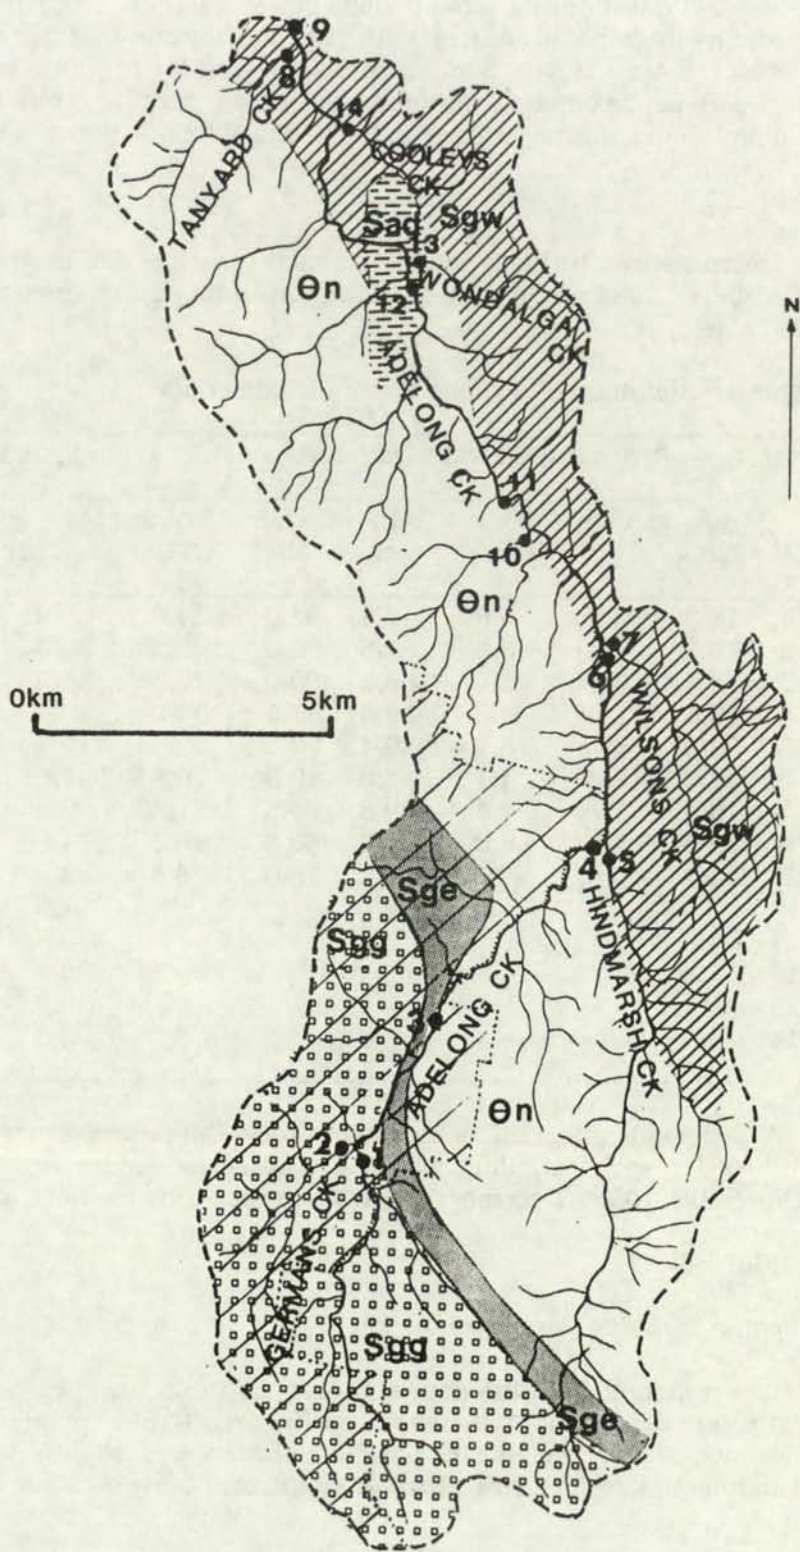 9
8
14
TANYARD CK
COOLEYS
CK
Sad
Sgw
13
Θn
WONDALGA
CK
12
N
ADELONG CK
11
10
Θn
0km 5km
7
6
WILSONS CK
Sgw
4 5
Sge
HINDMARSH CK
Sgg
3
ADELONG CK
Θn
2
1
GERMANS CK
Sgg
Sge